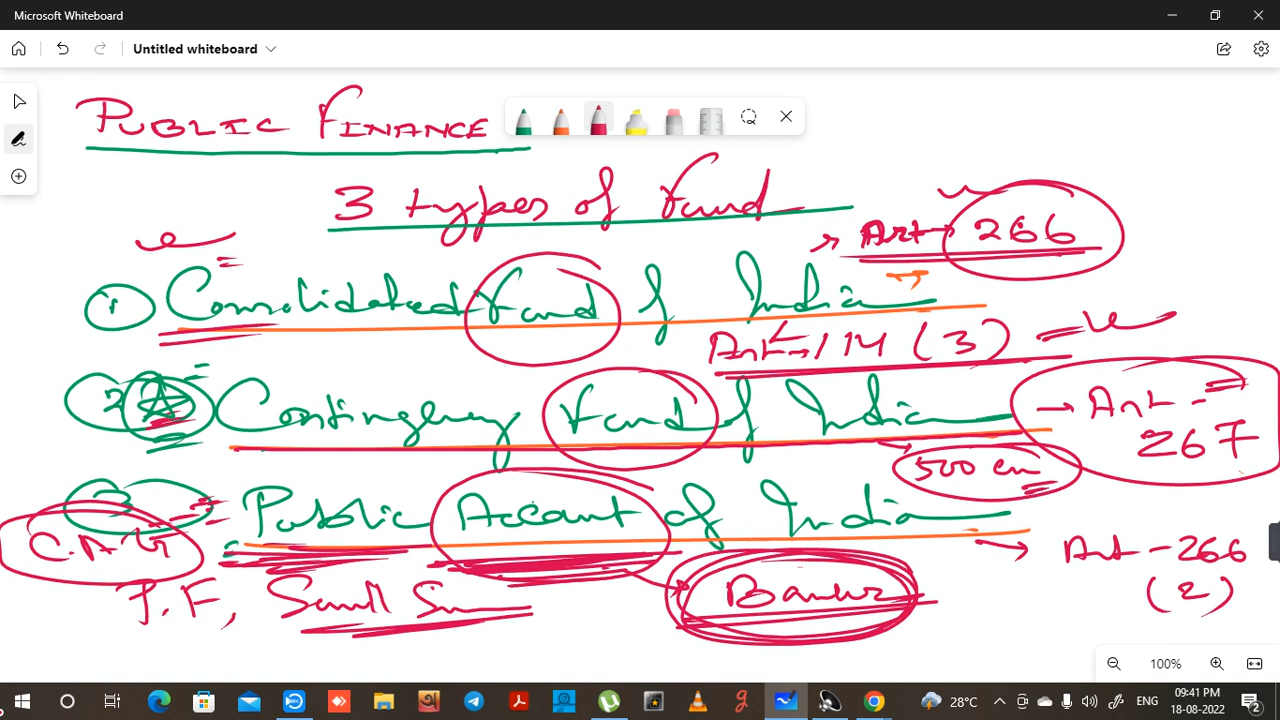 Microsoft Whiteboard
Untitled whiteboard
PUBLIC FINANCE
3 types of Fund
Art 266
1. Consolidated Fund of India
Art 114 (3)
2 Contingency Fund of India → Art -
267
500 cr
3 Public Account of India
C.A.G
→ Art - 266
(2)
P.F, Small
Banker
100%
28°C
ENG
09:41 PM
18-08-2022
2